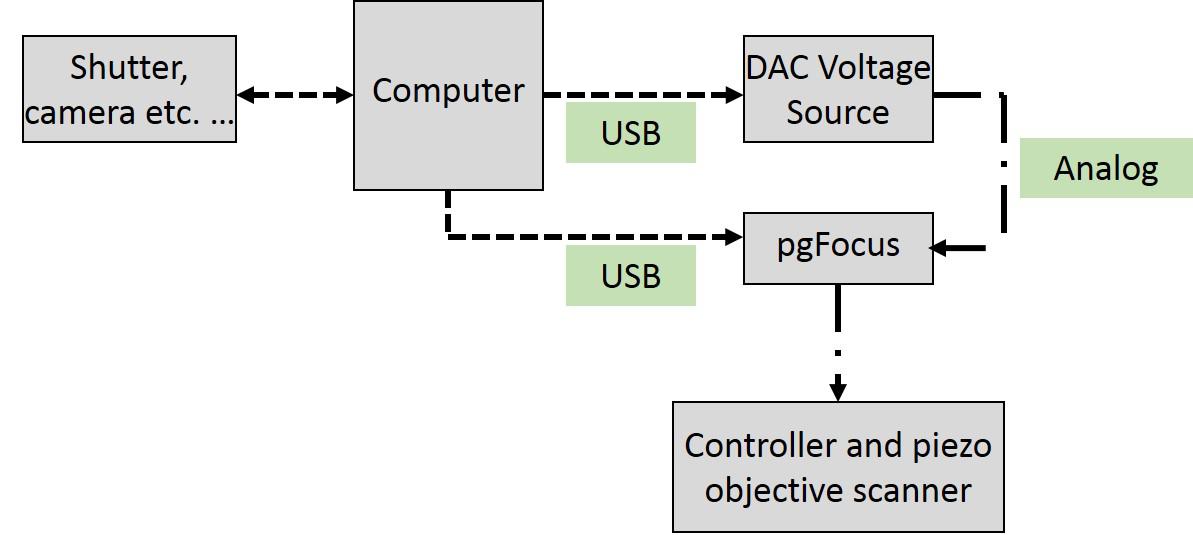 Shutter,
camera etc. ...
Computer
USB
DAC Voltage
Source
Analog
USB
pgFocus
Controller and piezo
objective scanner